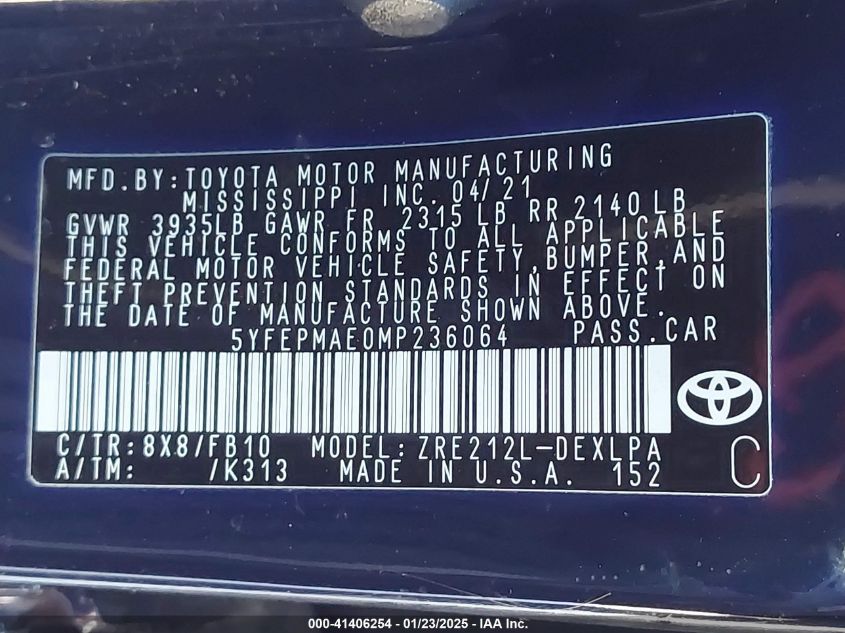 MFD.BY:TOYOTA MOTOR MANUFACTURING
MISSISSIPPI INC. 04/21
GVWR 3935LB GAWR FR 2315 LB RR 2140 LB
THIS VEHICLE CONFORMS TO ALL APPLICABLE
FEDERAL MOTOR VEHICLE SAFETY,BUMPER,AND
THEFT PREVENTION STANDARDS IN EFFECT ON
THE DATE OF MANUFACTURE SHOWN ABOVE.
5YFEPMAE0MP236064 PASS.CAR
C/TR:8X8/FB10 MODEL:ZRE212L-DEXLPA
A/TM: /K313 MADE IN U.S.A. 152
C
000-41406254 - 01/23/2025 - IAA Inc.